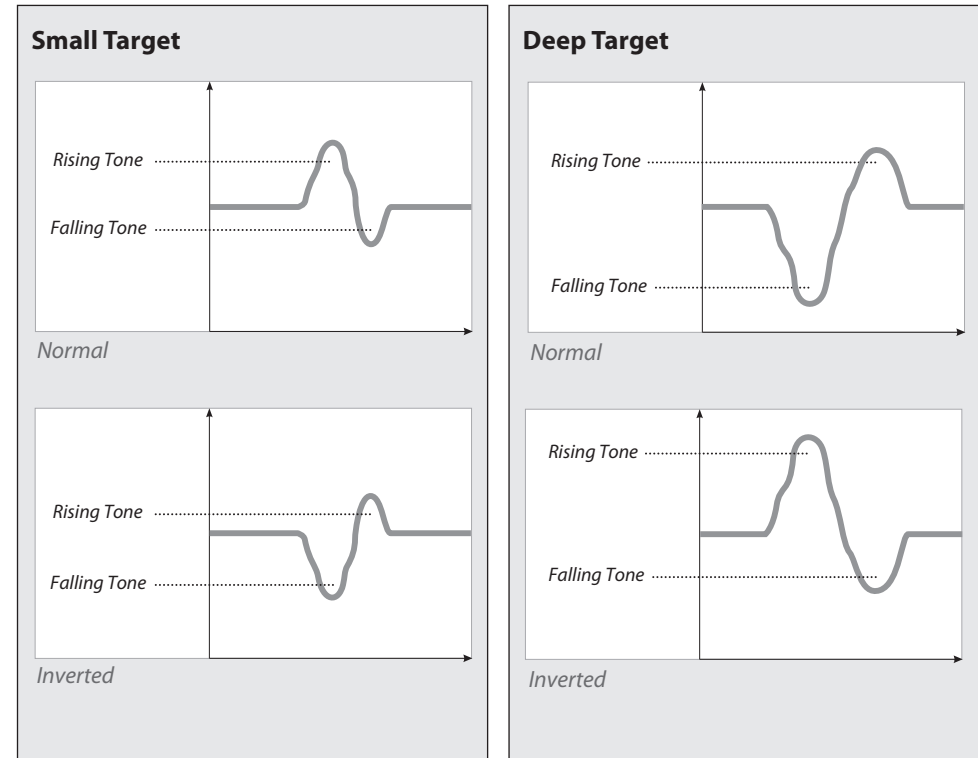 Small Target
Rising Tone
Falling Tone
Normal
Rising Tone
Falling Tone
Inverted
Deep Target
Rising Tone
Falling Tone
Normal
Rising Tone
Falling Tone
Inverted